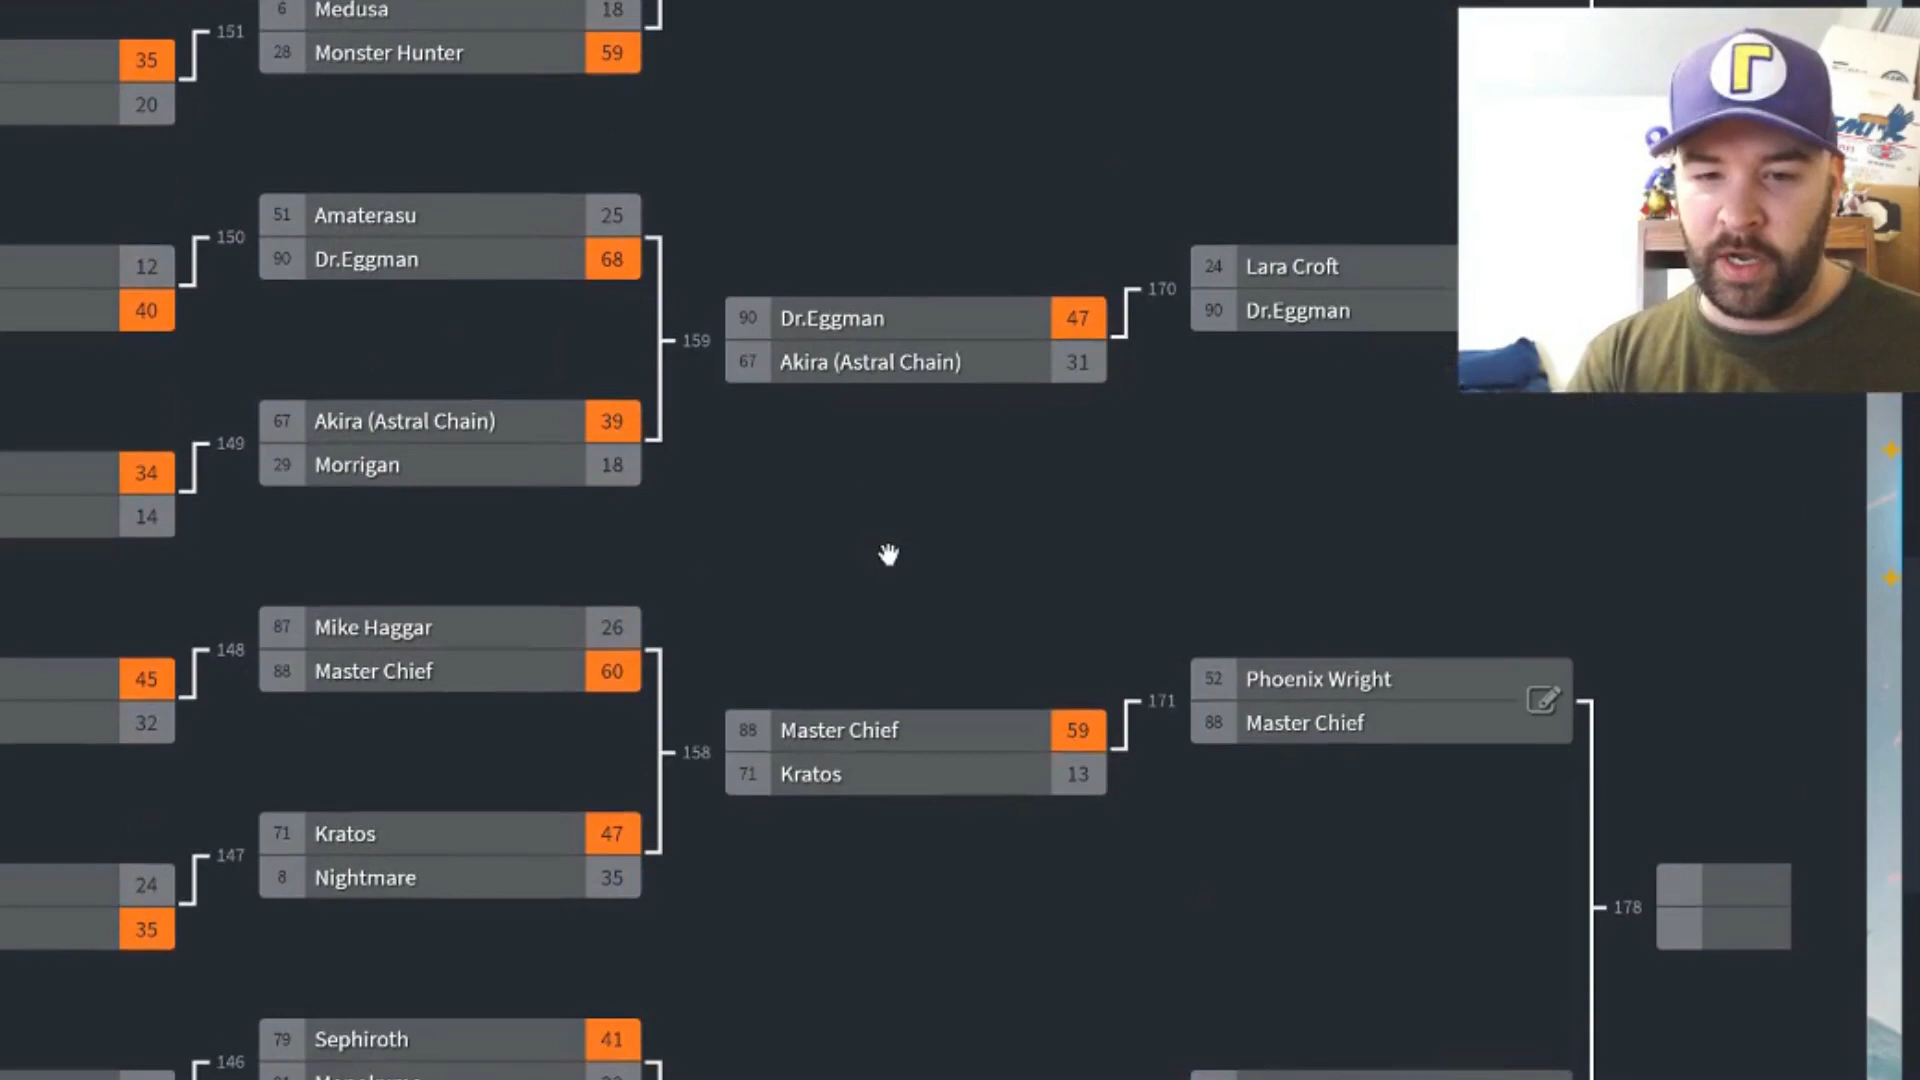 6 Medusa 18
151
28 Monster Hunter 59
35
20
51 Amaterasu 25
150
90 Dr.Eggman 68
12
40
67 Akira (Astral Chain) 39
149
29 Morrigan 18
34
14
159
90 Dr.Eggman 47
67 Akira (Astral Chain) 31
170
24 Lara Croft
90 Dr.Eggman
87 Mike Haggar 26
148
88 Master Chief 60
45
32
71 Kratos 47
147
8 Nightmare 35
24
35
158
88 Master Chief 59
71 Kratos 13
171
52 Phoenix Wright
88 Master Chief
178
79 Sephiroth 41
146